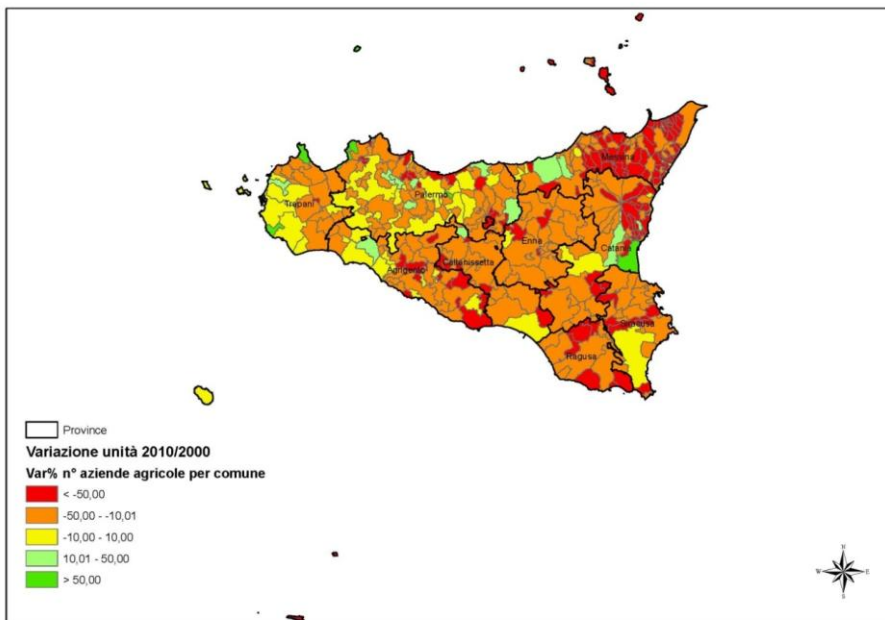 Messina
Palermo
Trapani
Enna
Catania
Caltanissetta
Agrigento
Siracusa
Ragusa
Province
Variazione unità 2010/2000
Var% n° aziende agricole per comune
< -50,00
-50,00 - -10,01
-10,00 - 10,00
10,01 - 50,00
> 50,00
N
W E
S